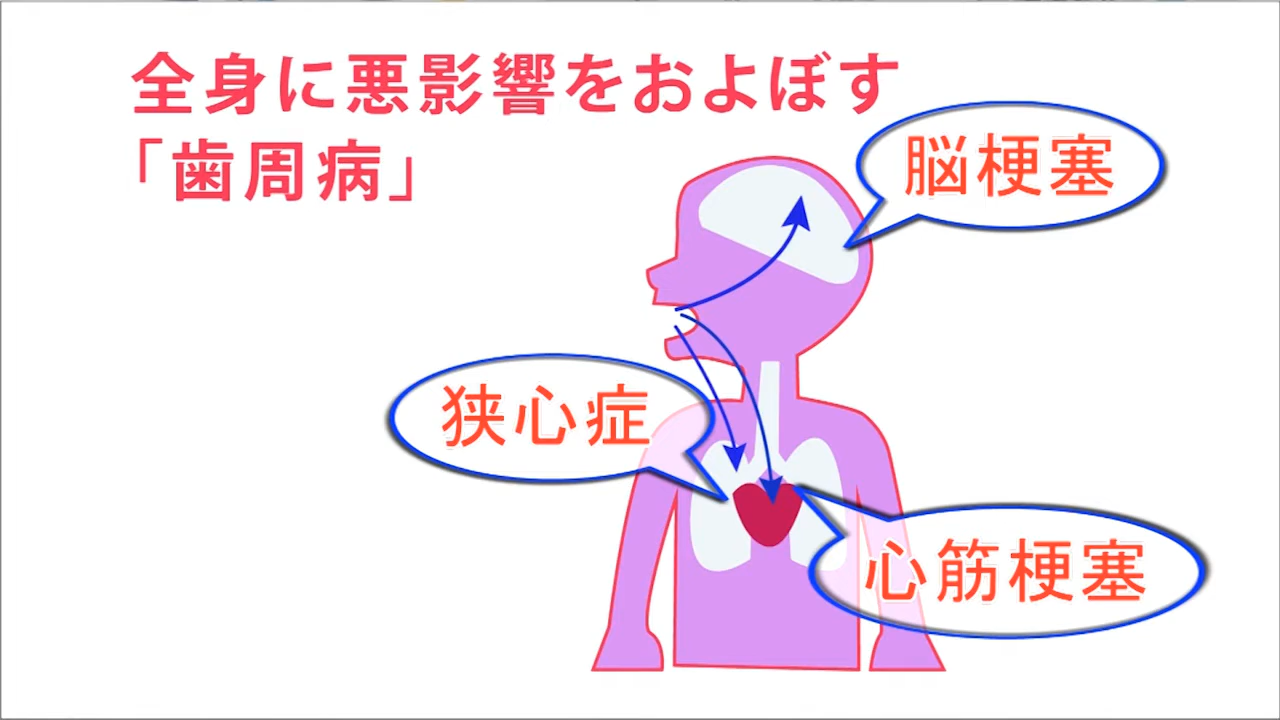 全身に悪影響をおよぼす
「歯周病」
脳梗塞
狭心症
心筋梗塞